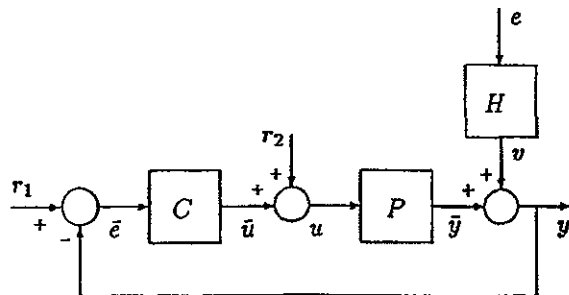 e
H
r₂
v
+
+
r₁
+
-
ẽ
C
+
+
ũ
u
P
+
ȳ
y